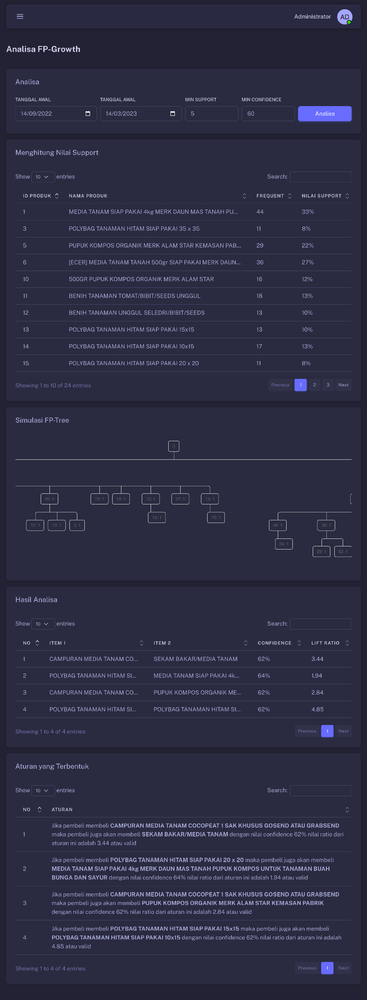 Administrator
AD
Analisa FP-Growth
Analisa
TANGGAL AWAL TANGGAL AWAL MIN SUPPORT MIN CONFIDENCE
14/09/2022 14/03/2023 5 60 Analisa
Menghitung Nilai Support
Show 10 entries Search:
ID PRODUK NAMA PRODUK FREQUENT NILAI SUPPORT
1 MEDIA TANAM SIAP PAKAI 4kg MERK DAUN MAS TANAH PU... 44 33%
3 POLYBAG TANAMAN HITAM SIAP PAKAI 35 x 35 11 8%
5 PUPUK KOMPOS ORGANIK MERK ALAM STAR KEMASAN PAB... 29 22%
6 [ECER] MEDIA TANAM TANAH 500gr SIAP PAKAI MERK DAUN... 36 27%
10 500GR PUPUK KOMPOS ORGANIK MERK ALAM STAR 16 12%
11 BENIH TANAMAN TOMAT/BIBIT/SEEDS UNGGUL 18 13%
12 BENIH TANAMAN UNGGUL SELEDRI/BIBIT/SEEDS 13 10%
13 POLYBAG TANAMAN HITAM SIAP PAKAI 15x15 13 10%
14 POLYBAG TANAMAN HITAM SIAP PAKAI 10x15 17 13%
15 POLYBAG TANAMAN HITAM SIAP PAKAI 20 x 20 11 8%
Showing 1 to 10 of 24 entries Previous 1 2 3 Next
Simulasi FP-Tree
{}
10: 1 15: 1 18: 1 12: 1 37: 1 13: 1
13: 1 15: 1
13: 1 13: 1 3: 1 46: 1 38: 1
24: 1
29: 1 62: 1
Hasil Analisa
Show 10 entries Search:
NO ITEM 1 ITEM 2 CONFIDENCE LIFT RATIO
1 CAMPURAN MEDIA TANAM CO... SEKAM BAKAR/MEDIA TANAM 62% 3.44
2 POLYBAG TANAMAN HITAM SI... MEDIA TANAM SIAP PAKAI 4k... 64% 1.94
3 CAMPURAN MEDIA TANAM CO... PUPUK KOMPOS ORGANIK ME... 62% 2.84
4 POLYBAG TANAMAN HITAM SI... POLYBAG TANAMAN HITAM SI... 62% 4.85
Showing 1 to 4 of 4 entries Previous 1 Next
Aturan yang Terbentuk
Show 10 entries Search:
NO ATURAN
Jika pembeli membeli CAMPURAN MEDIA TANAM COCOPEAT 1 SAK KHUSUS GOSEND ATAU GRABSEND
1 maka pembeli juga akan membeli SEKAM BAKAR/MEDIA TANAM dengan nilai confidence 62% nilai ratio dari
aturan ini adalah 3.44 atau valid
Jika pembeli membeli POLYBAG TANAMAN HITAM SIAP PAKAI 20 x 20 maka pembeli juga akan membeli
2 MEDIA TANAM SIAP PAKAI 4kg MERK DAUN MAS TANAH PUPUK KOMPOS UNTUK TANAMAN BUAH
BUNGA DAN SAYUR dengan nilai confidence 64% nilai ratio dari aturan ini adalah 1.94 atau valid
Jika pembeli membeli CAMPURAN MEDIA TANAM COCOPEAT 1 SAK KHUSUS GOSEND ATAU GRABSEND
3 maka pembeli juga akan membeli PUPUK KOMPOS ORGANIK MERK ALAM STAR KEMASAN PABRIK
dengan nilai confidence 62% nilai ratio dari aturan ini adalah 2.84 atau valid
Jika pembeli membeli POLYBAG TANAMAN HITAM SIAP PAKAI 15x15 maka pembeli juga akan membeli
4 POLYBAG TANAMAN HITAM SIAP PAKAI 10x15 dengan nilai confidence 62% nilai ratio dari aturan ini adalah
4.85 atau valid
Showing 1 to 4 of 4 entries Previous 1 Next